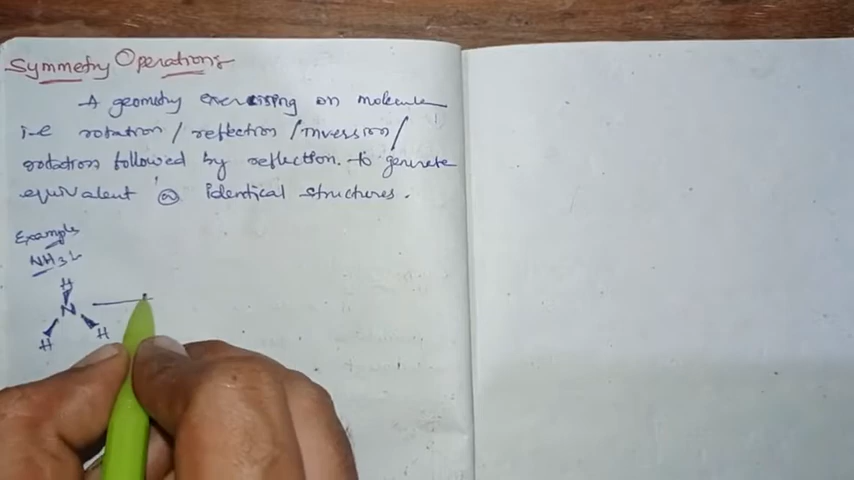 Symmetry Operations
A geometry exercising on molecule
i.e rotation / reflection / inversion /
rotation followed by reflection. to generate
equivalent or identical structures.
Example
NH3
H
N
H H